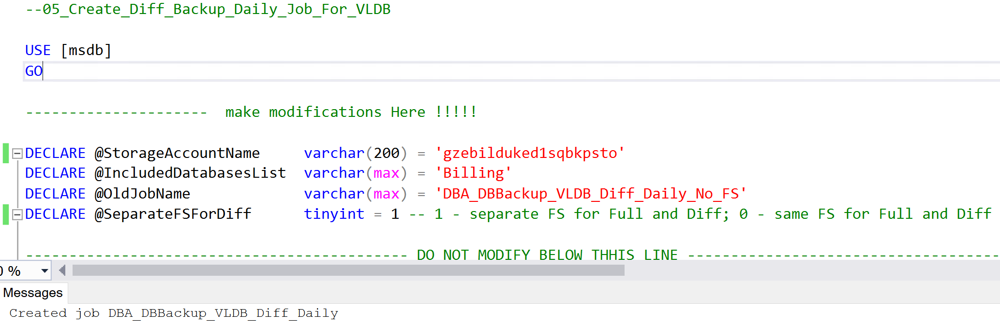 --05_Create_Diff_Backup_Daily_Job_For_VLDB
USE [msdb]
GO
--------------------- make modifications Here !!!!!
DECLARE @StorageAccountName varchar(200) = 'gzebilduked1sqbkpsto'
DECLARE @IncludedDatabasesList varchar(max) = 'Billing'
DECLARE @OldJobName varchar(max) = 'DBA_DBBackup_VLDB_Diff_Daily_No_FS'
DECLARE @SeparateFSForDiff tinyint = 1 -- 1 - separate FS for Full and Diff; 0 - same FS for Full and Diff
-------------------------------------------- DO NOT MODIFY BELOW THHIS LINE ------------------------------------
%
Messages
Created job DBA_DBBackup_VLDB_Diff_Daily